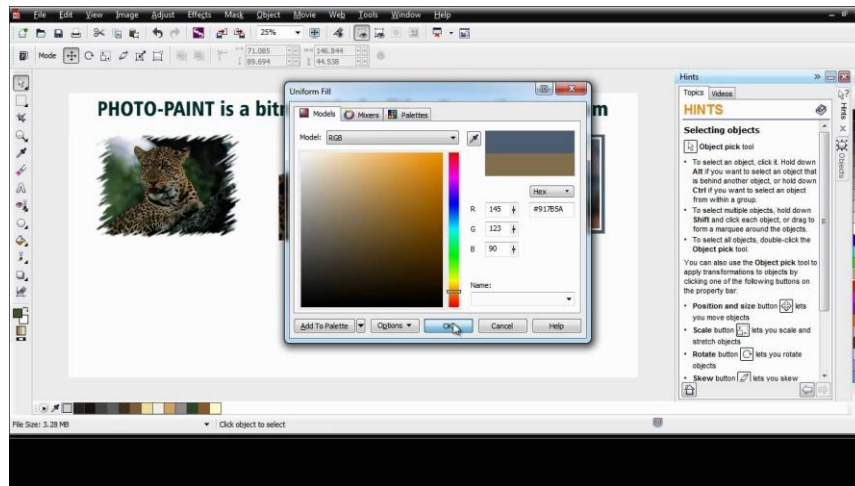 File Edit View Image Adjust Effects Mask Object Movie Web Tools Window Help
25%
Mode
71.085
89.694
146.844
44.538
PHOTO-PAINT is a bit
m
Uniform Fill
Models Mixers Palettes
Model: RGB
Hex
R 145
#917B5A
G 123
B 90
Name:
Add To Palette Options OK Cancel Help
Hints
Topics Videos
HINTS
Selecting objects
Object pick tool
• To select an object, click it. Hold down
Alt if you want to select an object that
is behind another object, or hold down
Ctrl if you want to select an object
from within a group.
• To select multiple objects, hold down
Shift and click each object, or drag to
form a marquee around the objects.
• To select all objects, double-click the
Object pick tool.
You can also use the Object pick tool to
apply transformations to objects by
clicking one of the following buttons on
the property bar:
• Position and size button lets
you move objects
• Scale button lets you scale and
stretch objects
• Rotate button lets you rotate
objects
• Skew button lets you skew
Hints
Objects
File Size: 3.28 MB
Click object to select